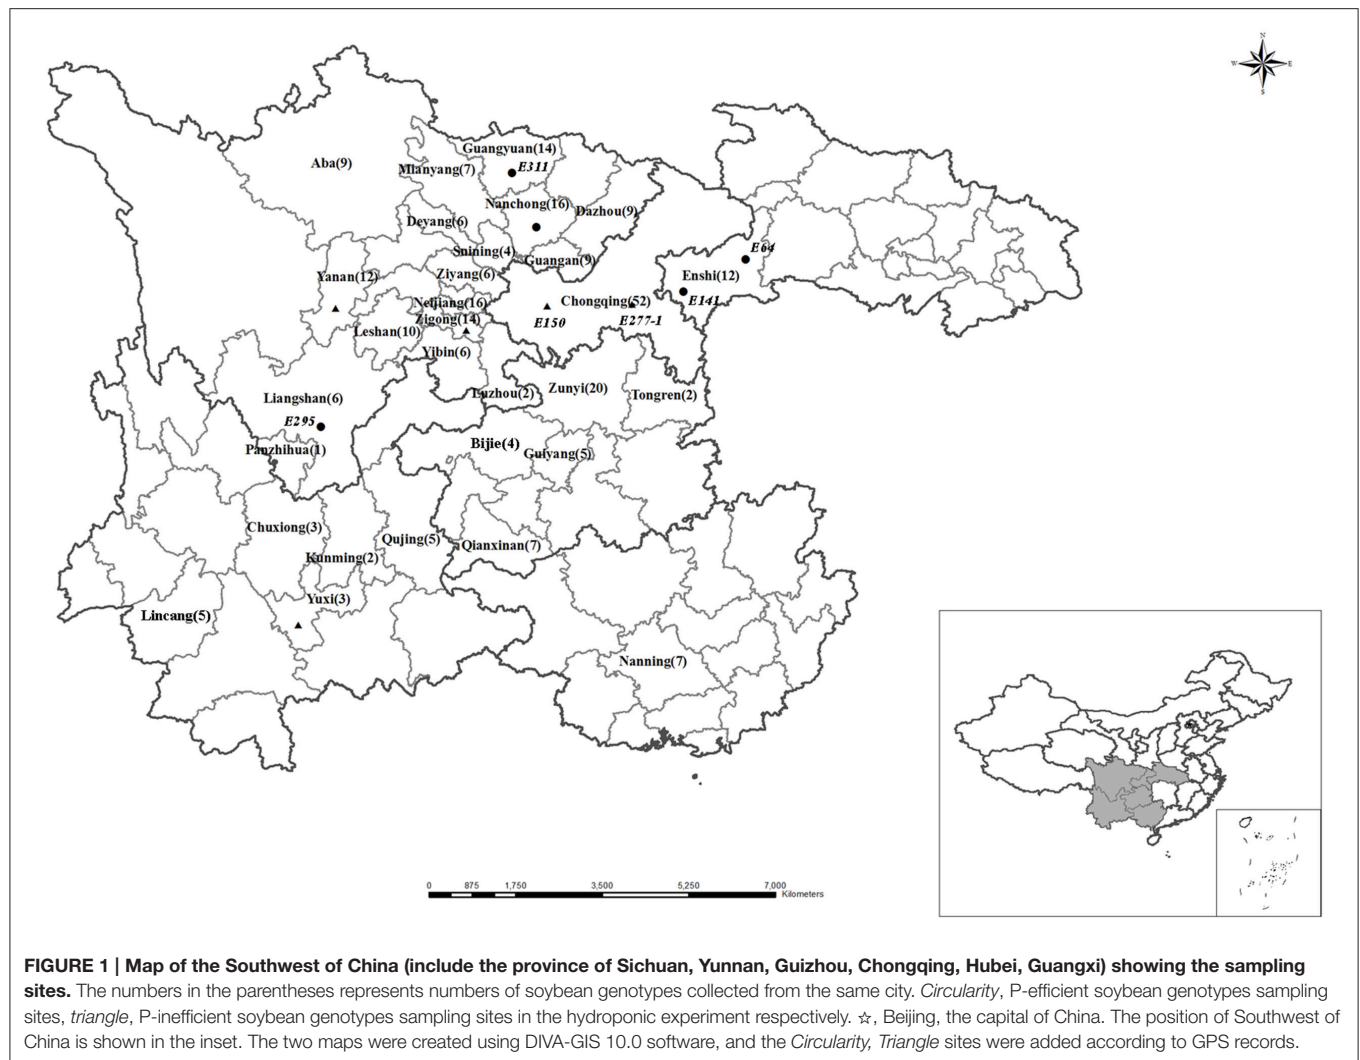 N
W E
S
Guangyuan(14)
Aba(9)
Mianyang(7)
E311
Nanchong(16)
Dazhou(9)
Deyang(6)
E64
Snining(4)
Guangan(9)
Yanan(12)
Ziyang(6)
Enshi(12)
Neijiang(16)
Chongqing(52)
E141
Zigong(14)
E150
E277-1
Leshan(10)
Yibin(6)
Zunyi(20)
Luzhou(2)
Tongren(2)
Liangshan(6)
E295
Bijie(4)
Panzhihua(1)
Guiyang(5)
Chuxiong(3)
Qujing(5)
Qianxinan(7)
Kunming(2)
Yuxi(3)
Lincang(5)
Nanning(7)
0 875 1,750 3,500 5,250 7,000
Kilometers
FIGURE 1 | Map of the Southwest of China (include the province of Sichuan, Yunnan, Guizhou, Chongqing, Hubei, Guangxi) showing the sampling
sites. The numbers in the parentheses represents numbers of soybean genotypes collected from the same city. Circularity, P-efficient soybean genotypes sampling
sites, triangle, P-inefficient soybean genotypes sampling sites in the hydroponic experiment respectively. ☆, Beijing, the capital of China. The position of Southwest of
China is shown in the inset. The two maps were created using DIVA-GIS 10.0 software, and the Circularity, Triangle sites were added according to GPS records.